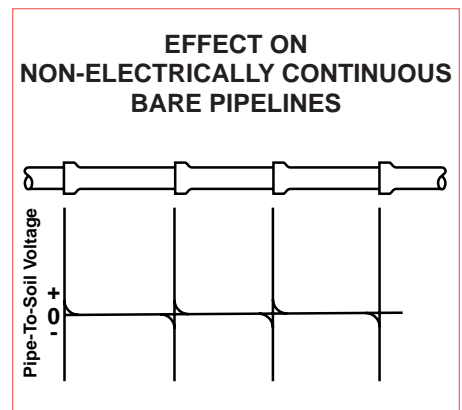 EFFECT ON
NON-ELECTRICALLY CONTINUOUS
BARE PIPELINES
Pipe-To-Soil Voltage
+
0
-